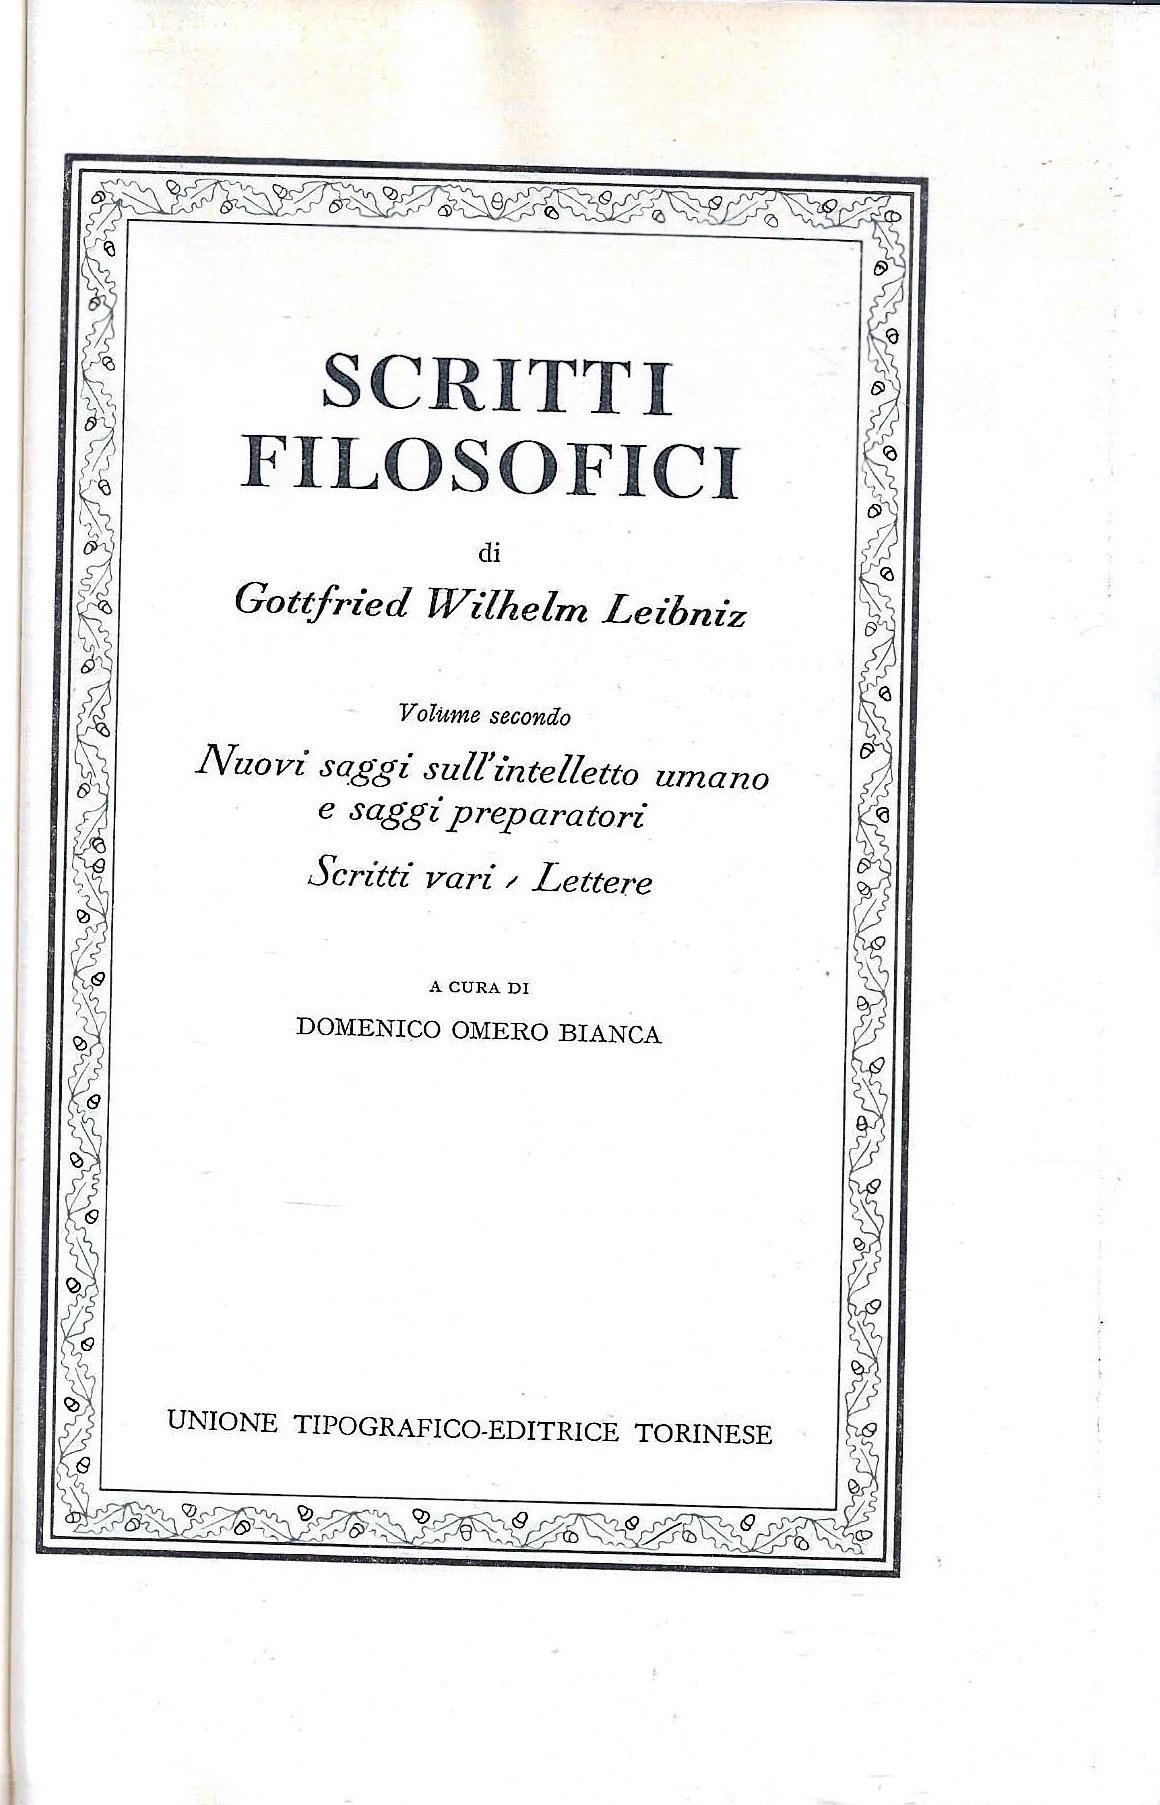 SCRITTI
FILOSOFICI
di
Gottfried Wilhelm Leibniz
Volume secondo
Nuovi saggi sull'intelletto umano
e saggi preparatori
Scritti vari / Lettere
A CURA DI
DOMENICO OMERO BIANCA
UNIONE TIPOGRAFICO-EDITRICE TORINESE